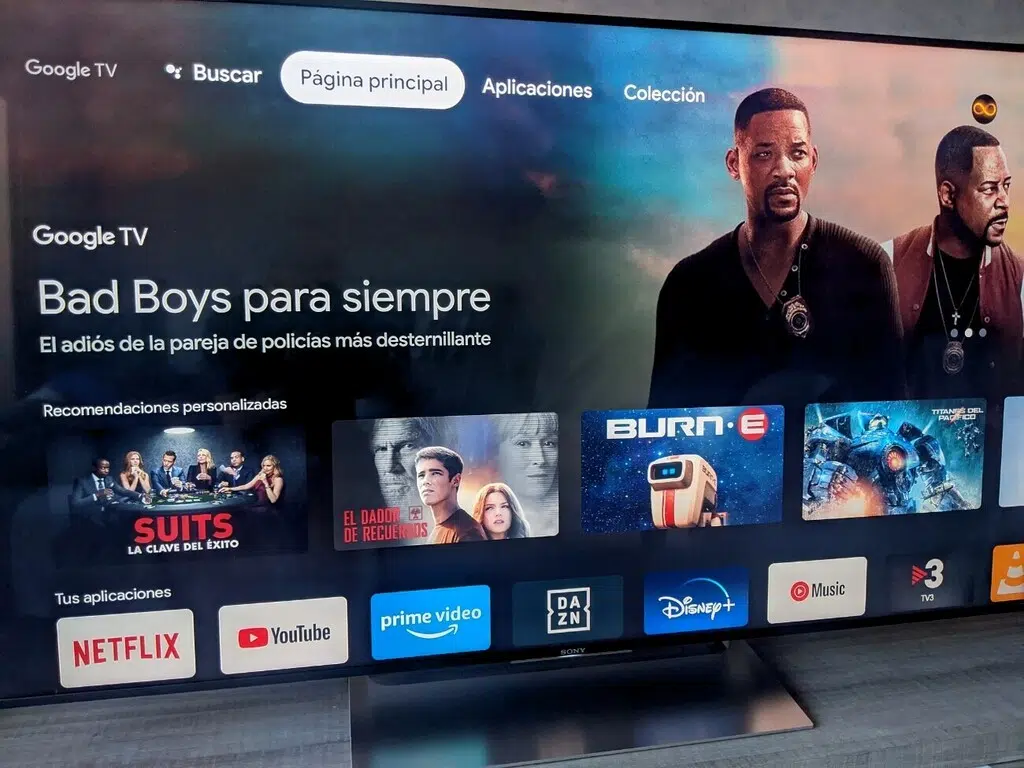 Google TV
Buscar
Página principal
Aplicaciones
Colección
Google TV
Bad Boys para siempre
El adiós de la pareja de policías más desternillante
Recomendaciones personalizadas
SUITS
LA CLAVE DEL ÉXITO
EL DADOR
DE RECUERDOS
BURN·E
TITANES DEL
PACÍFICO
Tus aplicaciones
NETFLIX
YouTube
prime video
DA
ZN
Disney+
Music
3
TV3
SONY